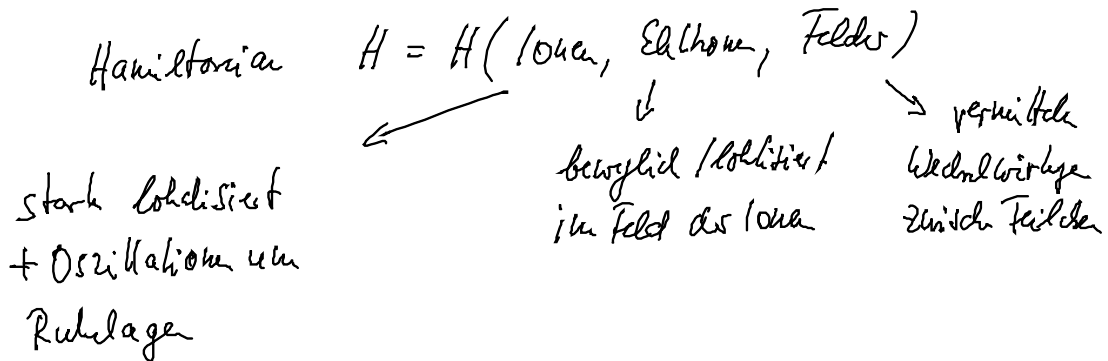 Hamiltonian H = H( Ionen, Elektronen, Felder )
stark lokalisiert
+ Oszillationen um
Ruhelagen
beweglich / lokalisiert
im Feld der Ionen
vermitteln
Wechselwirkungen
zwischen Teilchen